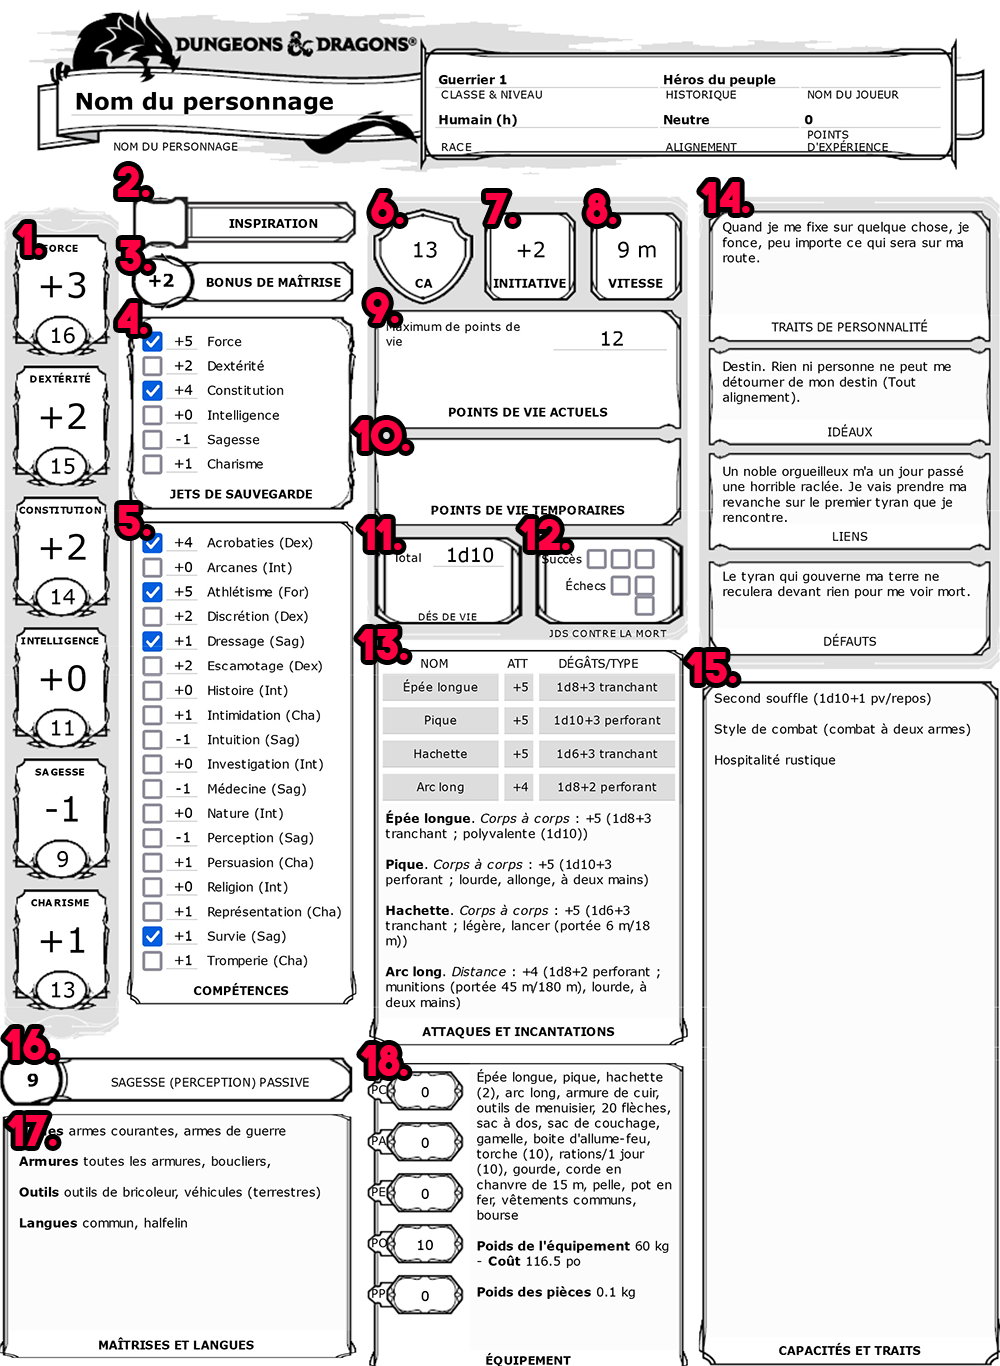 DUNGEONS & DRAGONS®
Nom du personnage
NOM DU PERSONNAGE
Guerrier 1
CLASSE & NIVEAU
Héros du peuple
HISTORIQUE
NOM DU JOUEUR
Humain (h)
RACE
Neutre
ALIGNEMENT
0
POINTS
D'EXPÉRIENCE
1.
FORCE
+3
16
DEXTÉRITÉ
+2
15
CONSTITUTION
+2
14
INTELLIGENCE
+0
11
SAGESSE
-1
9
CHARISME
+1
13
2.
INSPIRATION
3.
+2
BONUS DE MAÎTRISE
4.
+5 Force
+2 Dextérité
+4 Constitution
+0 Intelligence
-1 Sagesse
+1 Charisme
JETS DE SAUVEGARDE
5.
+4 Acrobaties (Dex)
+0 Arcanes (Int)
+5 Athlétisme (For)
+2 Discrétion (Dex)
+1 Dressage (Sag)
+2 Escamotage (Dex)
+0 Histoire (Int)
+1 Intimidation (Cha)
-1 Intuition (Sag)
+0 Investigation (Int)
-1 Médecine (Sag)
+0 Nature (Int)
-1 Perception (Sag)
+1 Persuasion (Cha)
+0 Religion (Int)
+1 Représentation (Cha)
+1 Survie (Sag)
+1 Tromperie (Cha)
COMPÉTENCES
6.
13
CA
7.
+2
INITIATIVE
8.
9 m
VITESSE
9.
Maximum de points de
vie
12
POINTS DE VIE ACTUELS
10.
POINTS DE VIE TEMPORAIRES
11.
Total 1d10
DÉS DE VIE
12.
Succès
Échecs
JDS CONTRE LA MORT
13.
NOM ATT DÉGÂTS/TYPE
Épée longue +5 1d8+3 tranchant
Pique +5 1d10+3 perforant
Hachette +5 1d6+3 tranchant
Arc long +4 1d8+2 perforant
Épée longue. Corps à corps : +5 (1d8+3
tranchant ; polyvalente (1d10))
Pique. Corps à corps : +5 (1d10+3
perforant ; lourde, allonge, à deux mains)
Hachette. Corps à corps : +5 (1d6+3
tranchant ; légère, lancer (portée 6 m/18
m))
Arc long. Distance : +4 (1d8+2 perforant ;
munitions (portée 45 m/180 m), lourde, à
deux mains)
ATTAQUES ET INCANTATIONS
14.
Quand je me fixe sur quelque chose, je
fonce, peu importe ce qui sera sur ma
route.
TRAITS DE PERSONNALITÉ
Destin. Rien ni personne ne peut me
détourner de mon destin (Tout
alignement).
IDÉAUX
Un noble orgueilleux m'a un jour passé
une horrible raclée. Je vais prendre ma
revanche sur le premier tyran que je
rencontre.
LIENS
Le tyran qui gouverne ma terre ne
reculera devant rien pour me voir mort.
DÉFAUTS
15.
Second souffle (1d10+1 pv/repos)
Style de combat (combat à deux armes)
Hospitalité rustique
CAPACITÉS ET TRAITS
16.
9
SAGESSE (PERCEPTION) PASSIVE
17.
armes courantes, armes de guerre
Armures toutes les armures, boucliers,
Outils outils de bricoleur, véhicules (terrestres)
Langues commun, halfelin
MAÎTRISES ET LANGUES
18.
PC 0
PA 0
PE 0
PO 10
PP 0
Épée longue, pique, hachette
(2), arc long, armure de cuir,
outils de menuisier, 20 flèches,
sac à dos, sac de couchage,
gamelle, boite d'allume-feu,
torche (10), rations/1 jour
(10), gourde, corde en
chanvre de 15 m, pelle, pot en
fer, vêtements communs,
bourse
Poids de l'équipement 60 kg
- Coût 116.5 po
Poids des pièces 0.1 kg
ÉQUIPEMENT